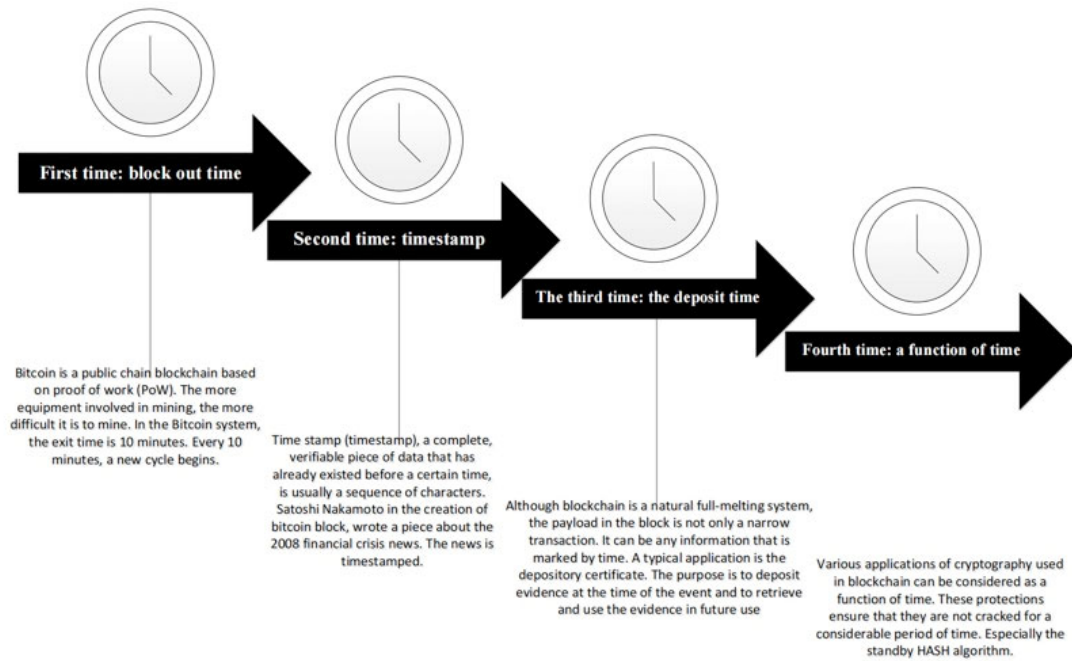 First time: block out time
Second time: timestamp
The third time: the deposit time
Fourth time: a function of time
Bitcoin is a public chain blockchain based
on proof of work (PoW). The more
equipment involved in mining, the more
difficult it is to mine. In the Bitcoin system,
the exit time is 10 minutes. Every 10
minutes, a new cycle begins.
Time stamp (timestamp), a complete,
verifiable piece of data that has
already existed before a certain time,
is usually a sequence of characters.
Satoshi Nakamoto in the creation of
bitcoin block, wrote a piece about the
2008 financial crisis news. The news is
timestamped.
Although blockchain is a natural full-melting system,
the payload in the block is not only a narrow
transaction. It can be any information that is
marked by time. A typical application is the
depository certificate. The purpose is to deposit
evidence at the time of the event and to retrieve
and use the evidence in future use
Various applications of cryptography used
in blockchain can be considered as a
function of time. These protections
ensure that they are not cracked for a
considerable period of time. Especially the
standby HASH algorithm.